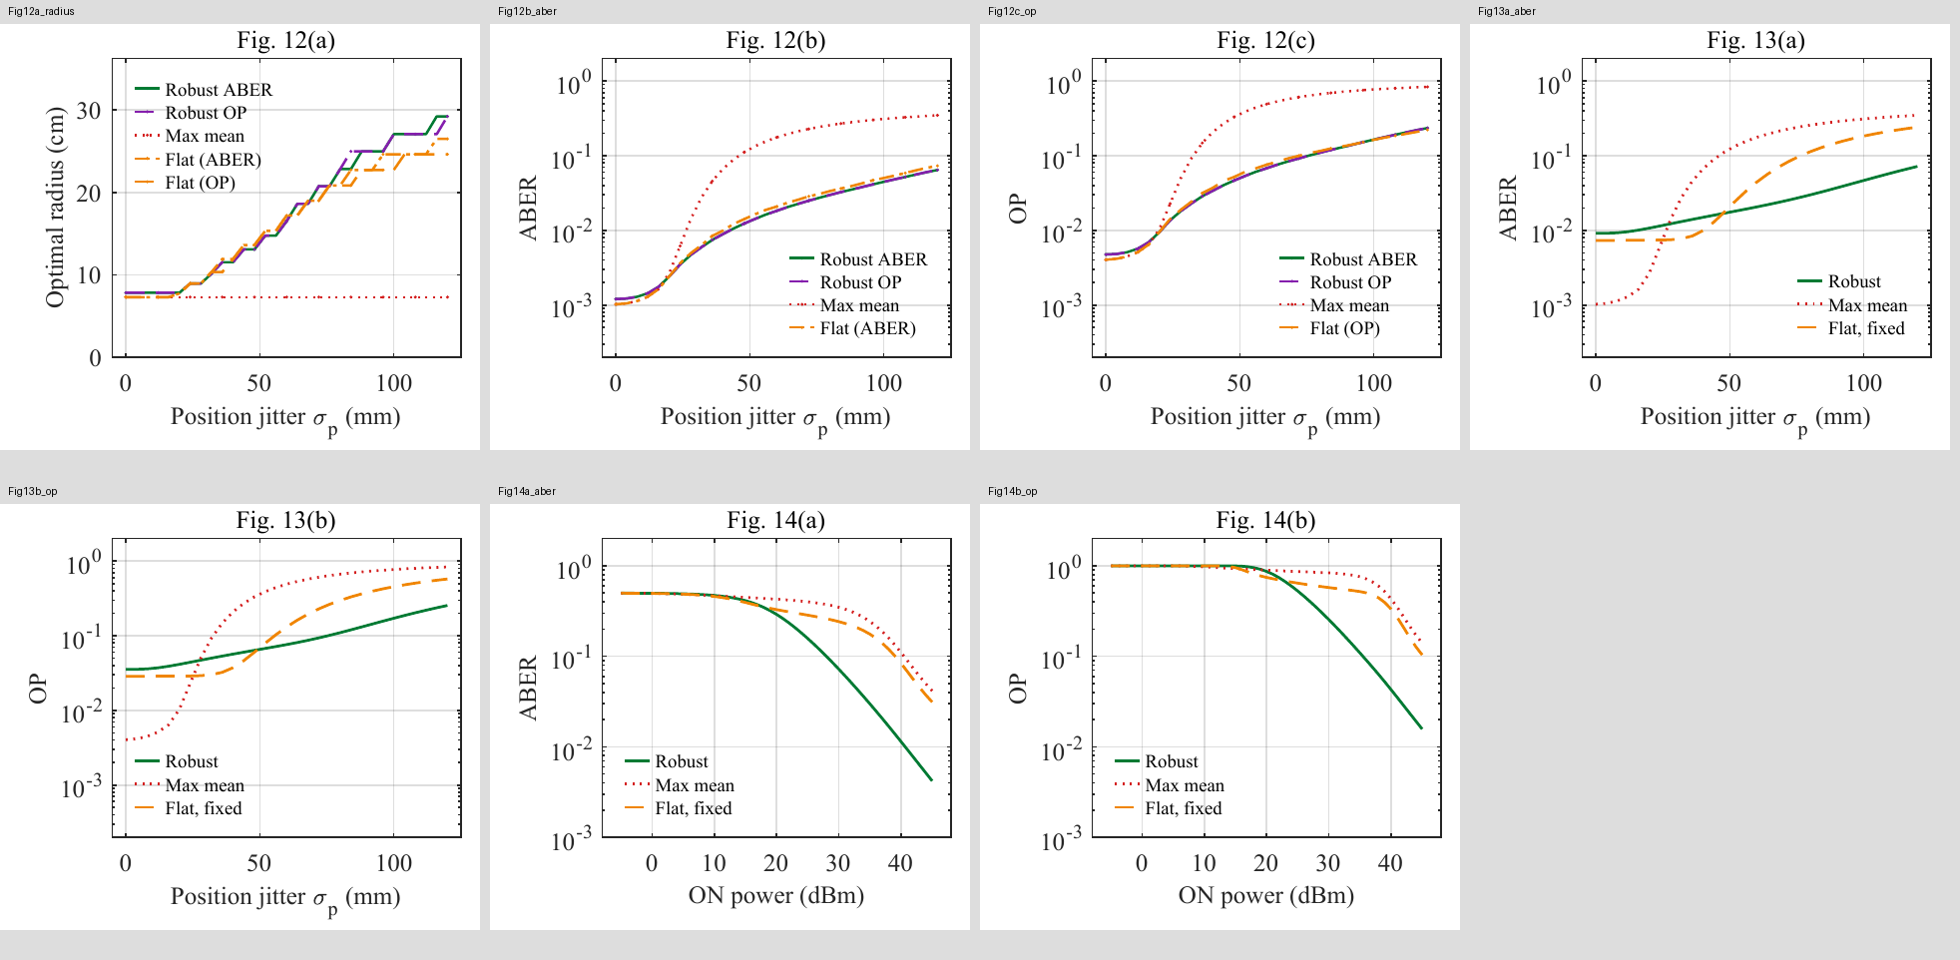 Fig12a_radius
Fig. 12(a)
Optimal radius (cm)
30
20
10
0
Robust ABER
Robust OP
Max mean
Flat (ABER)
Flat (OP)
0 50 100
Position jitter σp (mm)
Fig12b_aber
Fig. 12(b)
ABER
10^0
10^-1
10^-2
10^-3
Robust ABER
Robust OP
Max mean
Flat (ABER)
0 50 100
Position jitter σp (mm)
Fig12c_op
Fig. 12(c)
OP
10^0
10^-1
10^-2
10^-3
Robust ABER
Robust OP
Max mean
Flat (OP)
0 50 100
Position jitter σp (mm)
Fig13a_aber
Fig. 13(a)
ABER
10^0
10^-1
10^-2
10^-3
Robust
Max mean
Flat, fixed
0 50 100
Position jitter σp (mm)
Fig13b_op
Fig. 13(b)
OP
10^0
10^-1
10^-2
10^-3
Robust
Max mean
Flat, fixed
0 50 100
Position jitter σp (mm)
Fig14a_aber
Fig. 14(a)
ABER
10^0
10^-1
10^-2
10^-3
Robust
Max mean
Flat, fixed
0 10 20 30 40
ON power (dBm)
Fig14b_op
Fig. 14(b)
OP
10^0
10^-1
10^-2
10^-3
Robust
Max mean
Flat, fixed
0 10 20 30 40
ON power (dBm)